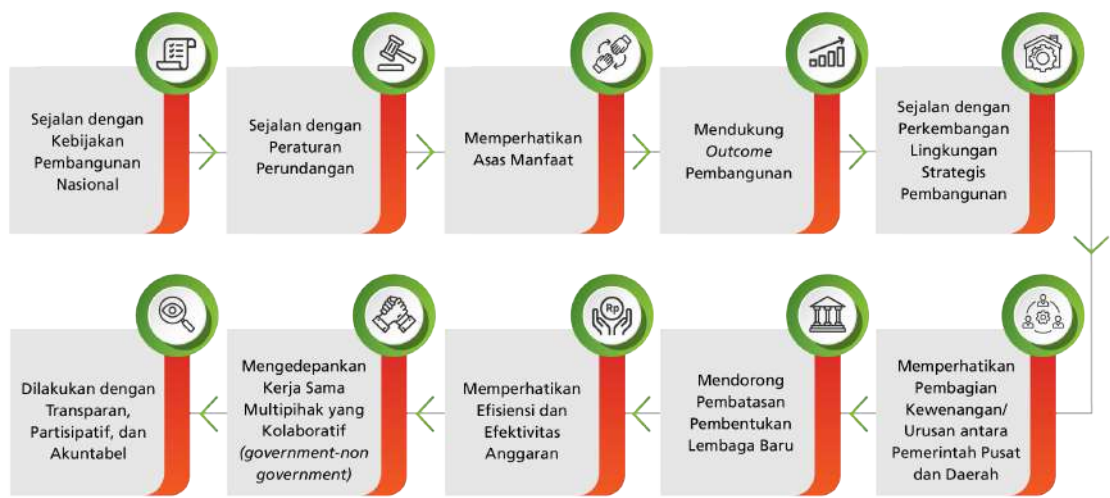 Sejalan dengan
Kebijakan
Pembangunan
Nasional
Sejalan dengan
Peraturan
Perundangan
Memperhatikan
Asas Manfaat
Mendukung
Outcome
Pembangunan
Sejalan dengan
Perkembangan
Lingkungan
Strategis
Pembangunan
Memperhatikan
Pembagian
Kewenangan/
Urusan antara
Pemerintah Pusat
dan Daerah
Mendorong
Pembatasan
Pembentukan
Lembaga Baru
Rp
Memperhatikan
Efisiensi dan
Efektivitas
Anggaran
Mengedepankan
Kerja Sama
Multipihak yang
Kolaboratif
(government-non
government)
Dilakukan dengan
Transparan,
Partisipatif, dan
Akuntabel